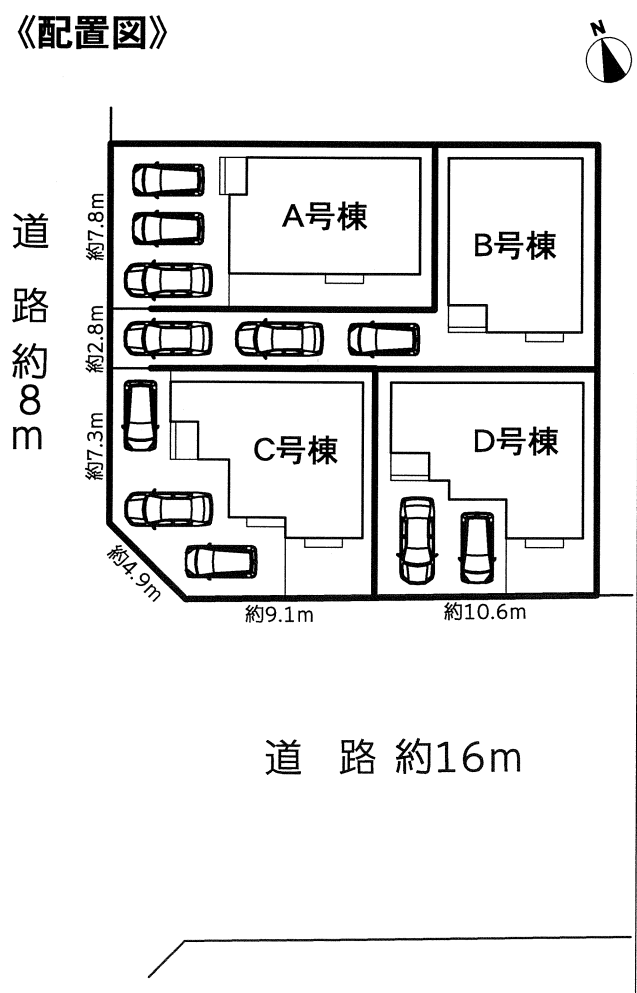 《配置図》
N
A号棟
B号棟
道路約8m
約7.8m
約2.8m
約7.3m
C号棟
D号棟
約4.9m
約9.1m
約10.6m
道 路 約16m